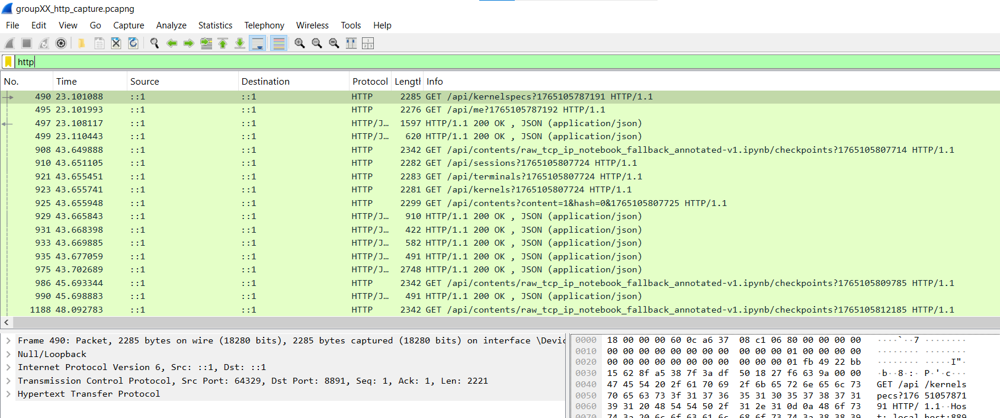 groupXX_http_capture.pcapng
File Edit View Go Capture Analyze Statistics Telephony Wireless Tools Help
http
No. Time Source Destination Protocol Length Info
490 23.101088 ::1 ::1 HTTP 2285 GET /api/kernelspecs?1765105787191 HTTP/1.1
495 23.101993 ::1 ::1 HTTP 2276 GET /api/me?1765105787192 HTTP/1.1
497 23.108117 ::1 ::1 HTTP/J… 1597 HTTP/1.1 200 OK , JSON (application/json)
499 23.110443 ::1 ::1 HTTP/J… 620 HTTP/1.1 200 OK , JSON (application/json)
908 43.649888 ::1 ::1 HTTP 2342 GET /api/contents/raw_tcp_ip_notebook_fallback_annotated-v1.ipynb/checkpoints?1765105807714 HTTP/1.1
910 43.651105 ::1 ::1 HTTP 2282 GET /api/sessions?1765105807724 HTTP/1.1
921 43.655451 ::1 ::1 HTTP 2283 GET /api/terminals?1765105807724 HTTP/1.1
923 43.655741 ::1 ::1 HTTP 2281 GET /api/kernels?1765105807724 HTTP/1.1
925 43.655948 ::1 ::1 HTTP 2299 GET /api/contents?content=1&hash=0&1765105807725 HTTP/1.1
929 43.665843 ::1 ::1 HTTP/J… 910 HTTP/1.1 200 OK , JSON (application/json)
931 43.668398 ::1 ::1 HTTP/J… 422 HTTP/1.1 200 OK , JSON (application/json)
933 43.669885 ::1 ::1 HTTP/J… 582 HTTP/1.1 200 OK , JSON (application/json)
935 43.677059 ::1 ::1 HTTP/J… 491 HTTP/1.1 200 OK , JSON (application/json)
975 43.702689 ::1 ::1 HTTP/J… 2748 HTTP/1.1 200 OK , JSON (application/json)
986 45.693344 ::1 ::1 HTTP 2342 GET /api/contents/raw_tcp_ip_notebook_fallback_annotated-v1.ipynb/checkpoints?1765105809785 HTTP/1.1
990 45.698883 ::1 ::1 HTTP/J… 491 HTTP/1.1 200 OK , JSON (application/json)
1188 48.092783 ::1 ::1 HTTP 2342 GET /api/contents/raw_tcp_ip_notebook_fallback_annotated-v1.ipynb/checkpoints?1765105812185 HTTP/1.1
Frame 490: Packet, 2285 bytes on wire (18280 bits), 2285 bytes captured (18280 bits) on interface \Devic
Null/Loopback
Internet Protocol Version 6, Src: ::1, Dst: ::1
Transmission Control Protocol, Src Port: 64329, Dst Port: 8891, Seq: 1, Ack: 1, Len: 2221
Hypertext Transfer Protocol
0000 18 00 00 00 60 0c a6 37 08 c1 06 80 00 00 00 00 ····`··7 ········
0010 00 00 00 00 00 00 00 00 00 00 00 01 00 00 00 00 ········ ········
0020 00 00 00 00 00 00 00 00 00 00 00 01 fb 49 22 bb ········ ·····I"·
0030 15 62 8f a5 38 7f 3a df 50 18 27 f6 63 9a 00 00 ·b··8·:· P·'·c···
0040 47 45 54 20 2f 61 70 69 2f 6b 65 72 6e 65 6c 73 GET /api /kernels
0050 70 65 63 73 3f 31 37 36 35 31 30 35 37 38 37 31 pecs?176 51057871
0060 39 31 20 48 54 54 50 2f 31 2e 31 0d 0a 48 6f 73 91 HTTP/ 1.1··Hos
0070 74 3a 20 6c 6f 63 61 6c 68 6f 73 74 3a 38 38 39 t: local host:889